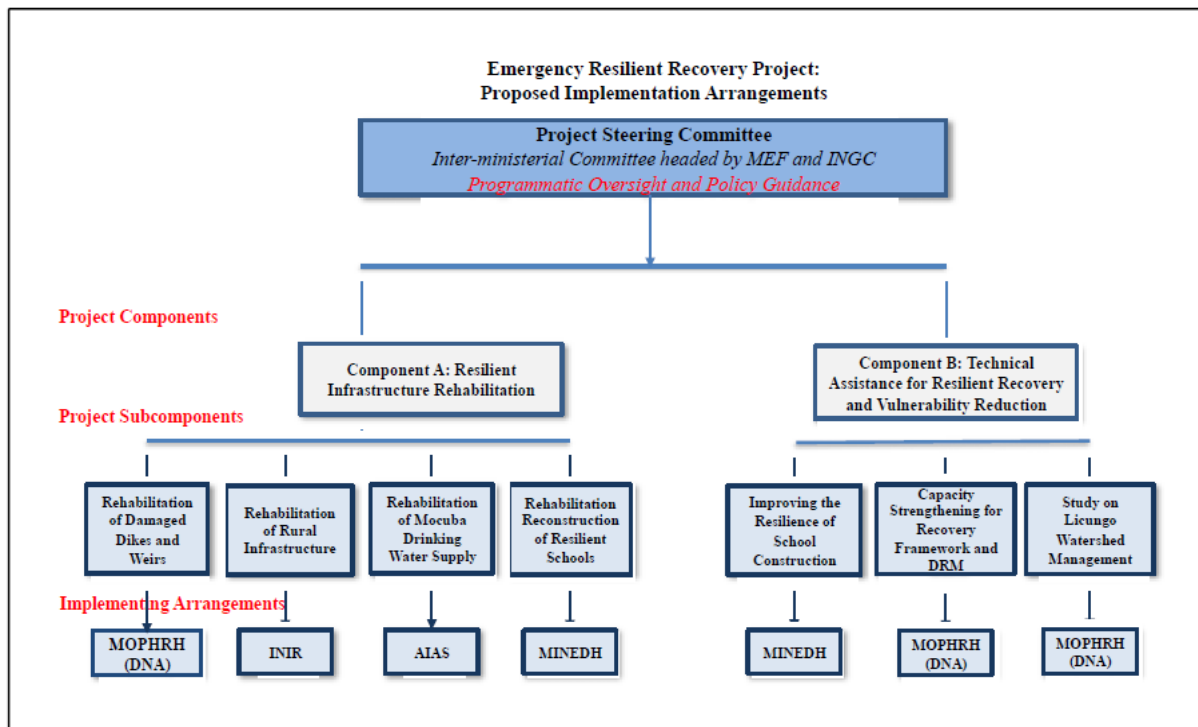 Emergency Resilient Recovery Project:
Proposed Implementation Arrangements
Project Steering Committee
Inter-ministerial Committee headed by MEF and INGC
Programmatic Oversight and Policy Guidance
Project Components
Component A: Resilient
Infrastructure Rehabilitation
Component B: Technical
Assistance for Resilient Recovery
and Vulnerability Reduction
Project Subcomponents
Rehabilitation
of Damaged
Dikes and
Weirs
Rehabilitation
of Rural
Infrastructure
Rehabilitation
of Mocuba
Drinking
Water Supply
Rehabilitation
Reconstruction
of Resilient
Schools
Improving the
Resilience of
School
Construction
Capacity
Strengthening for
Recovery
Framework and
DRM
Study on
Licungo
Watershed
Management
Implementing Arrangements
MOPHRH
(DNA)
INIR
AIAS
MINEDH
MINEDH
MOPHRH
(DNA)
MOPHRH
(DNA)